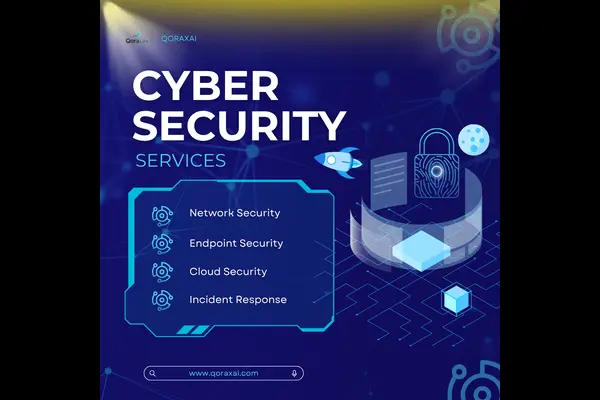 QORAXAI
CYBER
SECURITY
SERVICES
Network Security
Endpoint Security
Cloud Security
Incident Response
www.qoraxai.com